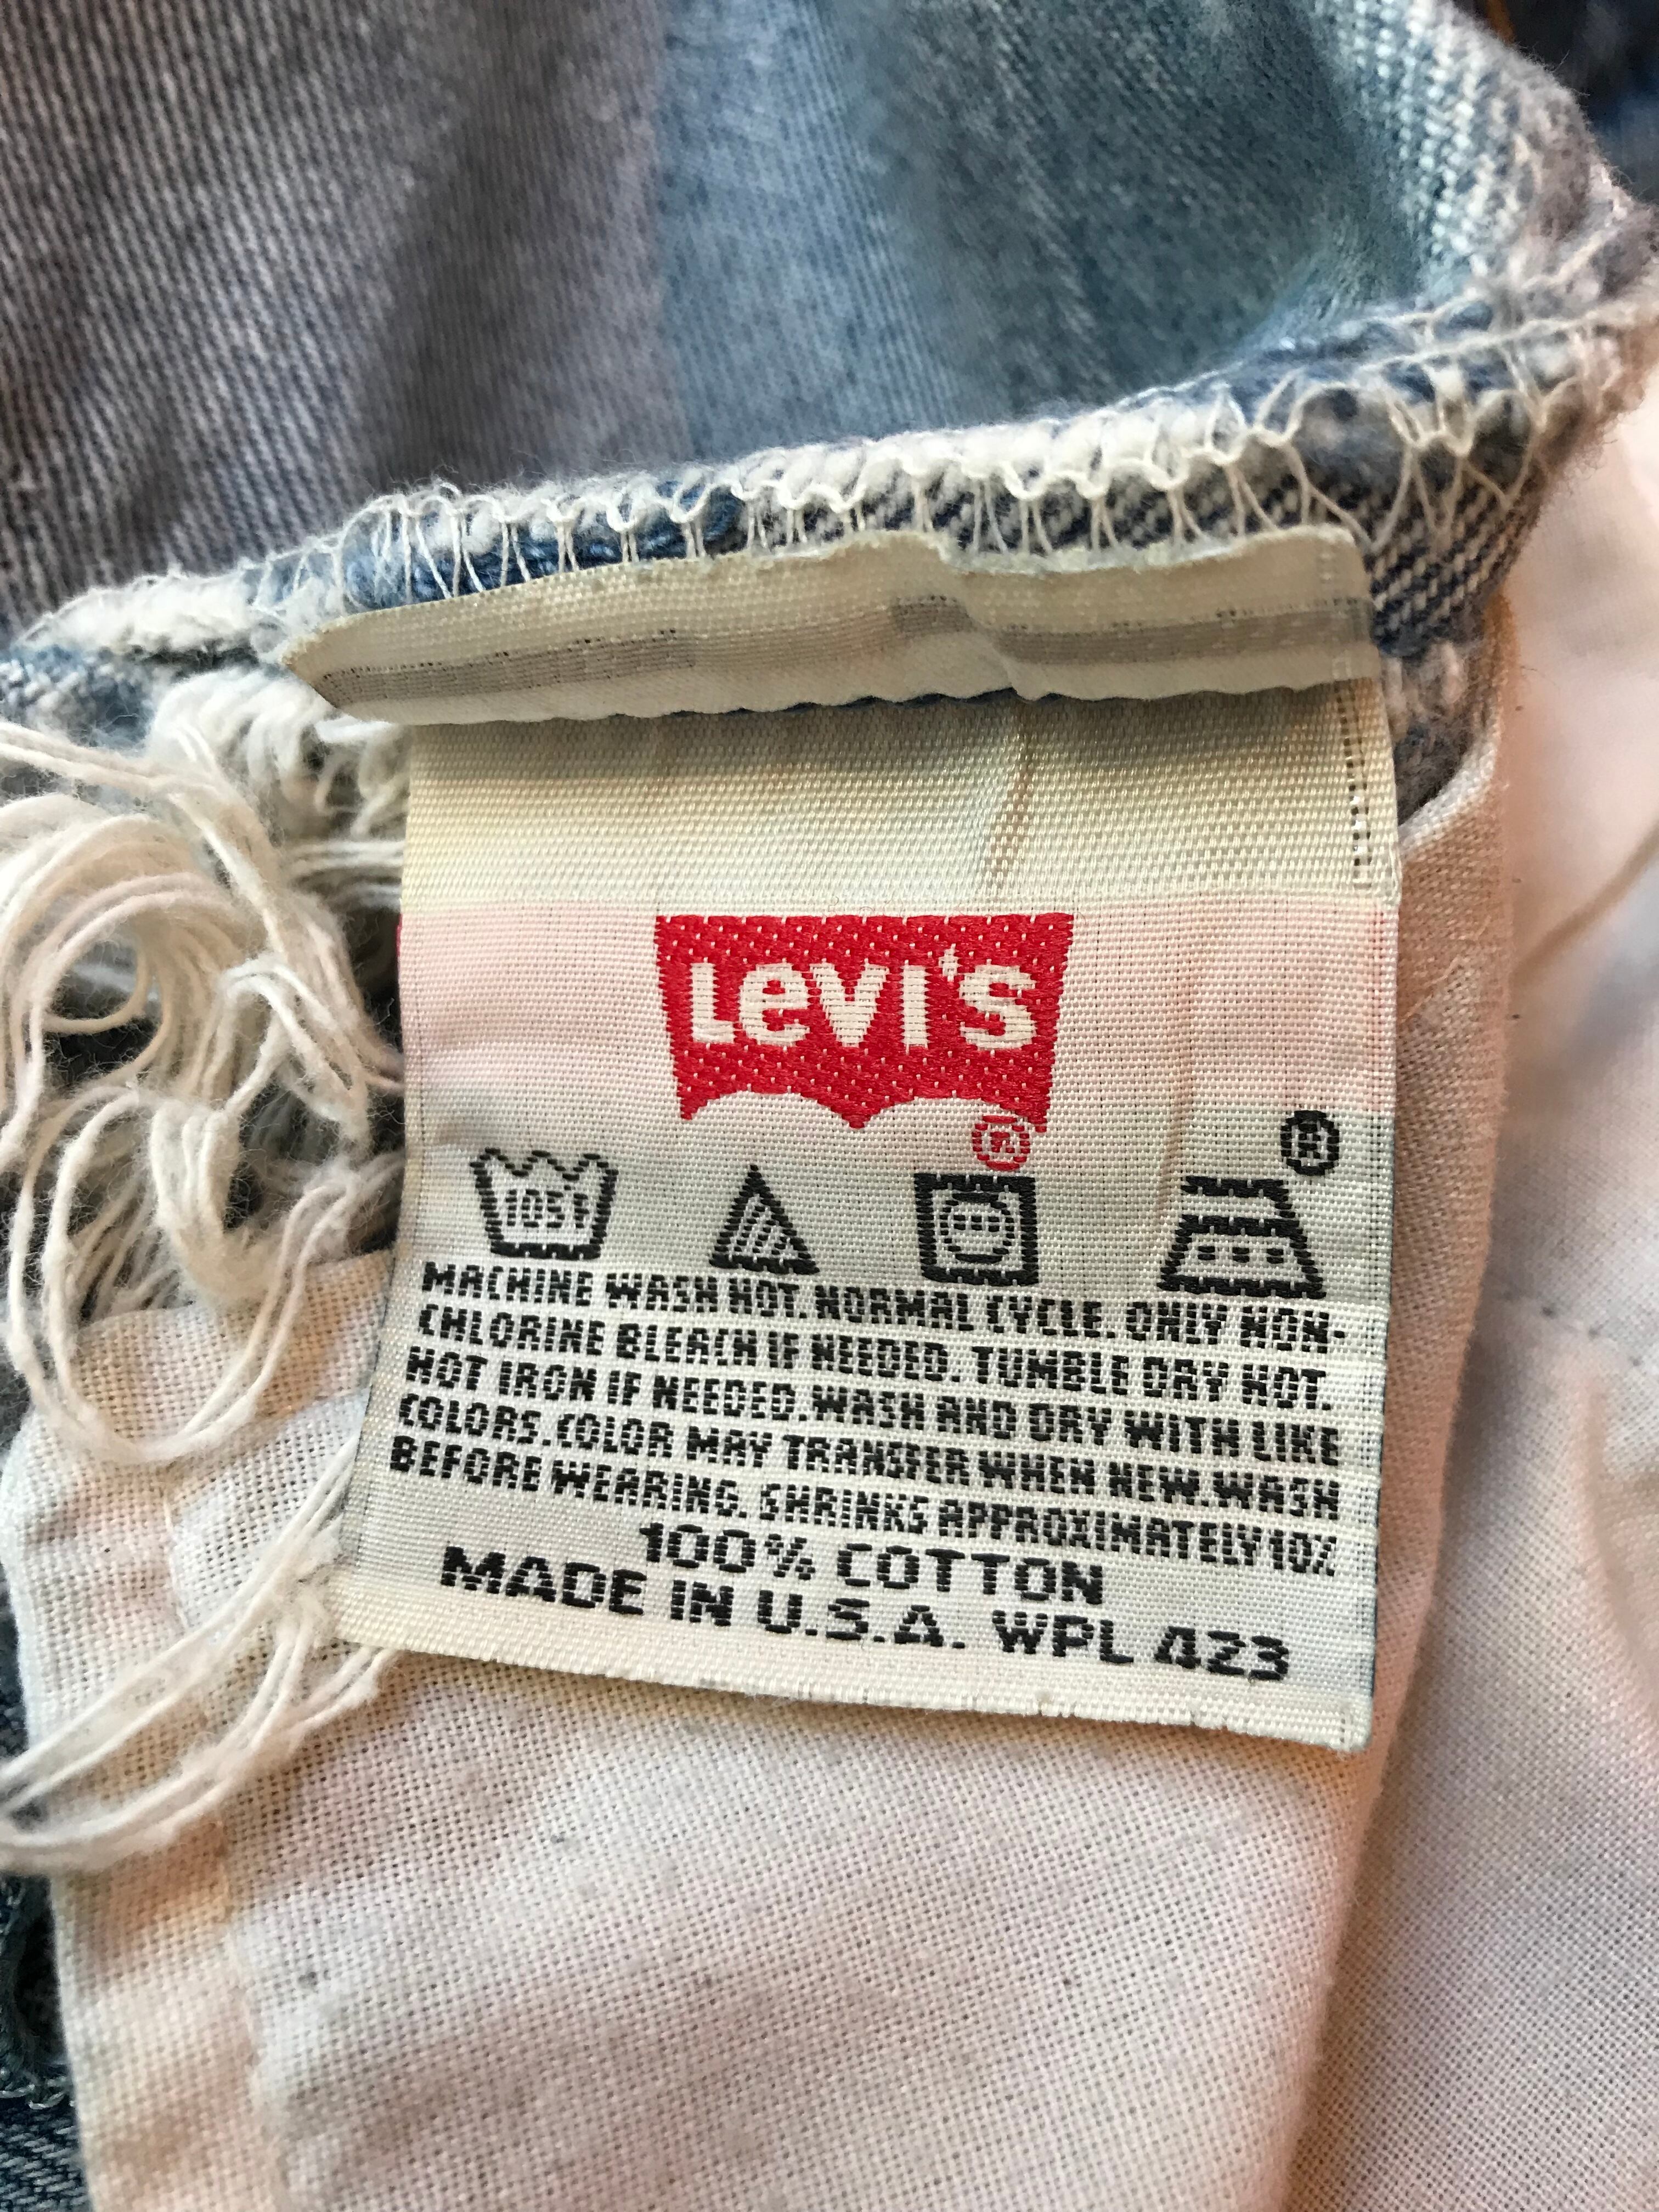 LEVI'S
®
®
105F
MACHINE WASH HOT. NORMAL CYCLE. ONLY NON-
CHLORINE BLEACH IF NEEDED. TUMBLE DRY HOT.
HOT IRON IF NEEDED. WASH AND DRY WITH LIKE
COLORS. COLOR MAY TRANSFER WHEN NEW. WASH
BEFORE WEARING. SHRINKS APPROXIMATELY 10%
100% COTTON
MADE IN U.S.A. WPL 423